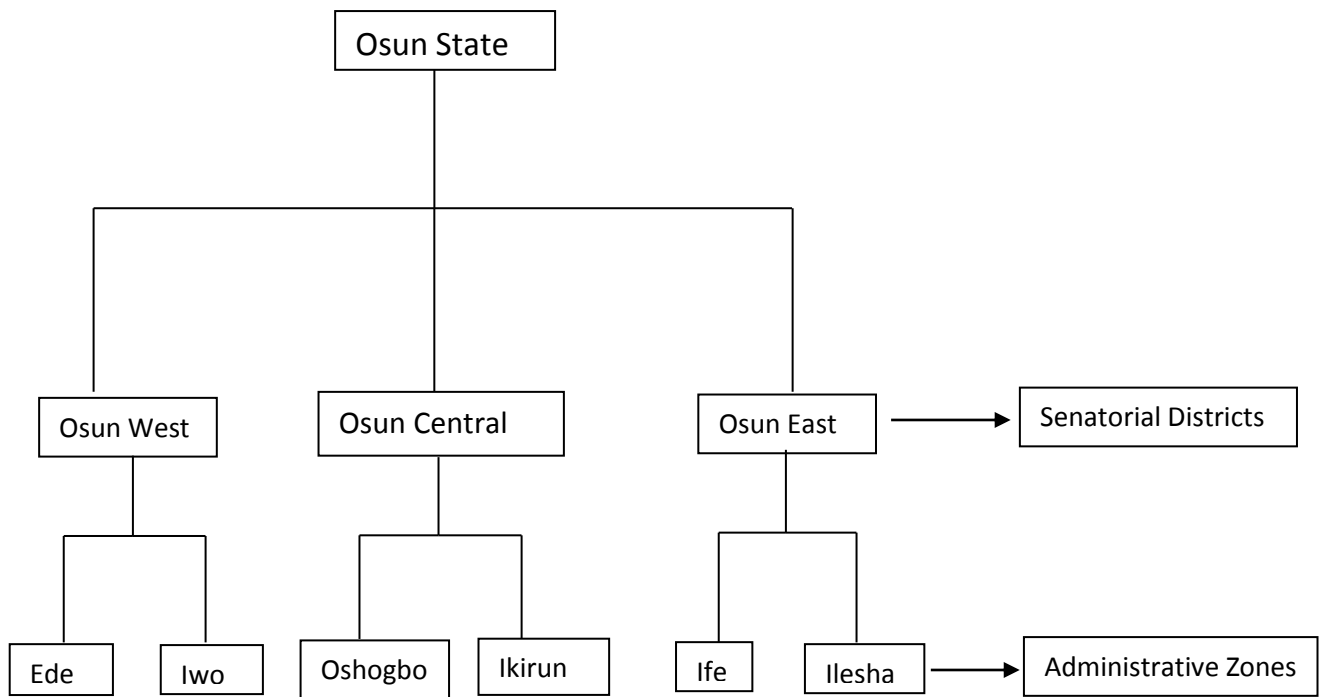 Osun State
Osun West
Osun Central
Osun East
Senatorial Districts
Ede
Iwo
Oshogbo
Ikirun
Ife
Ilesha
Administrative Zones